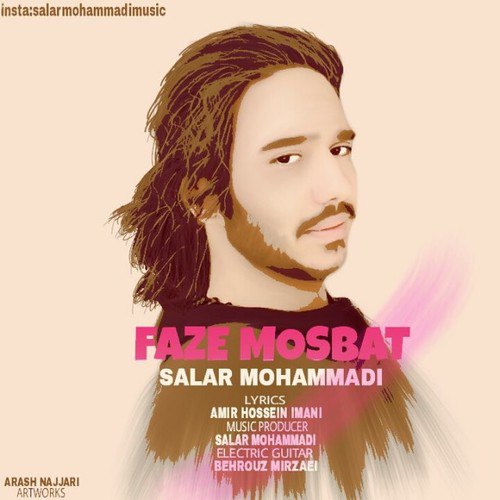 insta:salarmohammadimusic
FAZE MOSBAT
SALAR MOHAMMADI
LYRICS
AMIR HOSSEIN IMANI
MUSIC PRODUCER
SALAR MOHAMMADI
ELECTRIC GUITAR
BEHROUZ MIRZAEI
ARASH NAJJARI
ARTWORKS